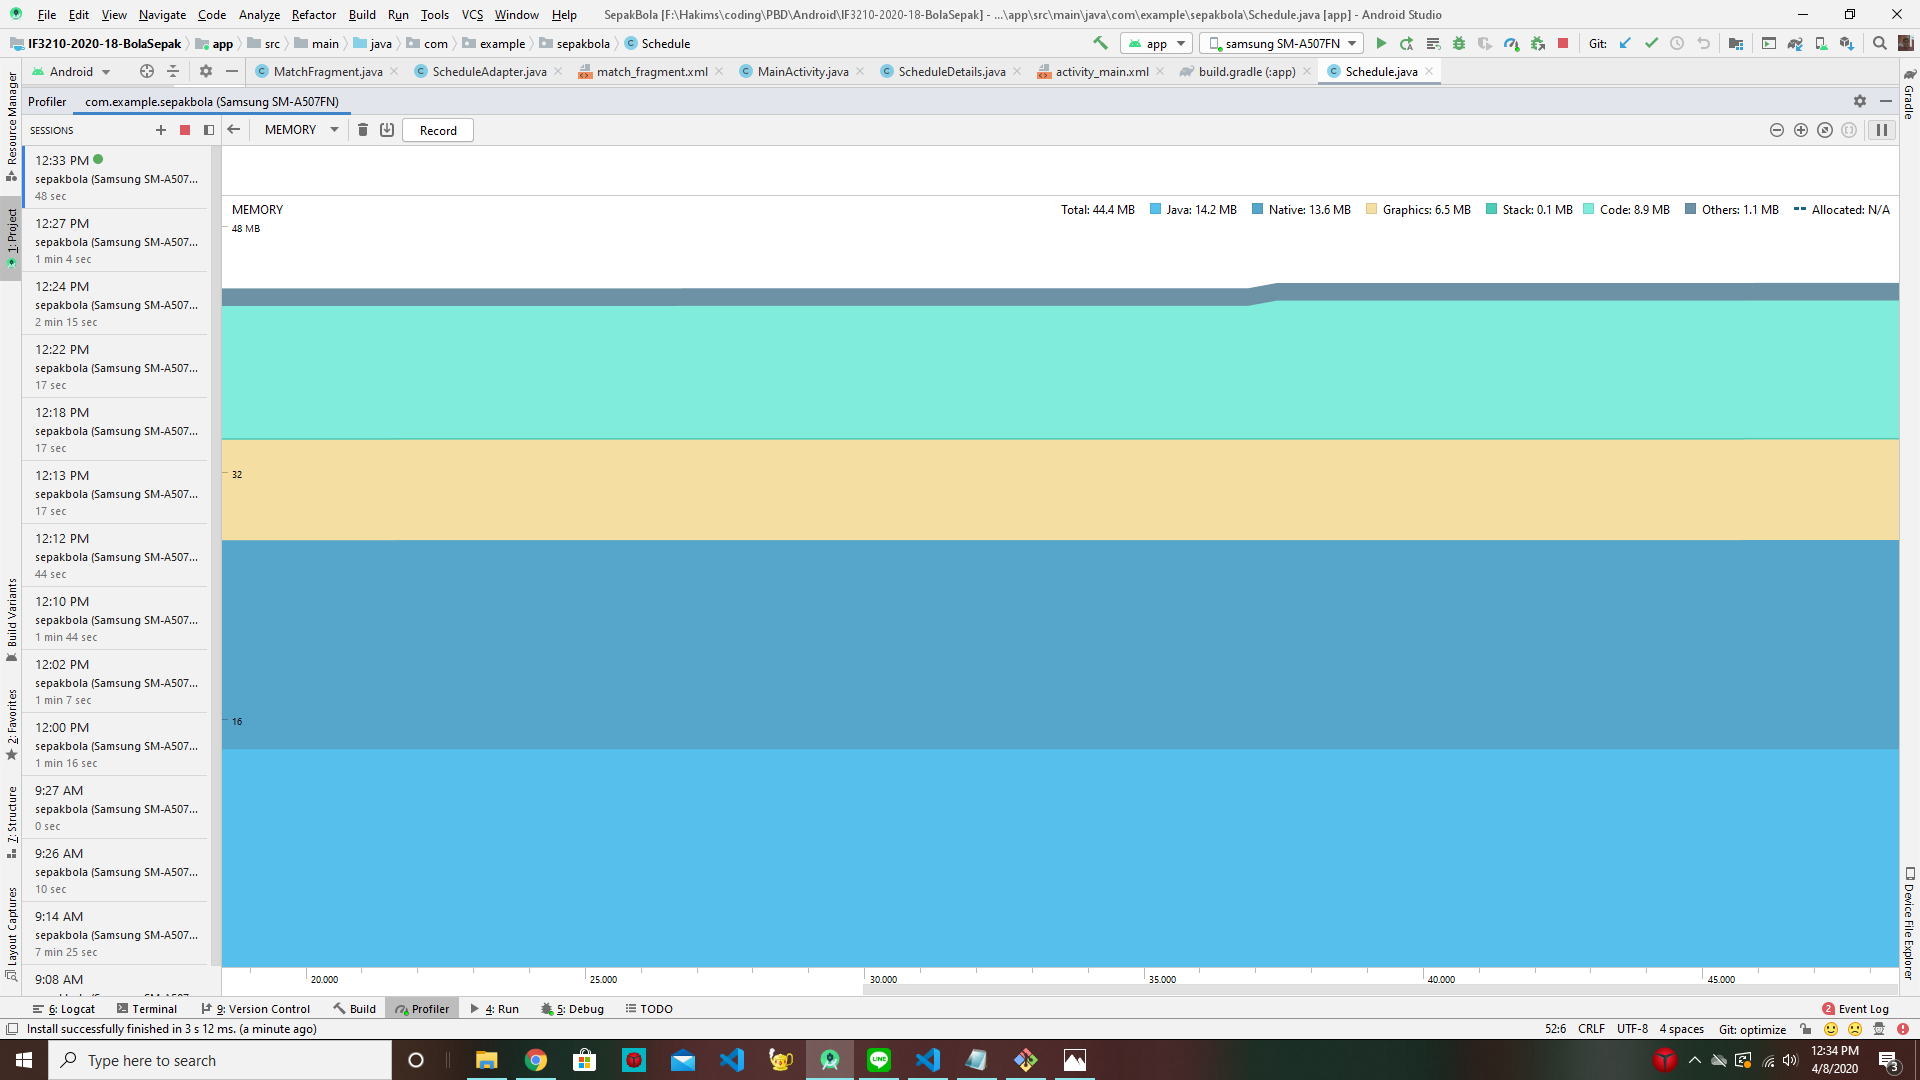 File Edit View Navigate Code Analyze Refactor Build Run Tools VCS Window Help SepakBola [F:\Hakims\coding\PBD\Android\IF3210-2020-18-BolaSepak] - ...\app\src\main\java\com\example\sepakbola\Schedule.java [app] - Android Studio
IF3210-2020-18-BolaSepak app src main java com example sepakbola Schedule app samsung SM-A507FN Git:
Android MatchFragment.java ScheduleAdapter.java match_fragment.xml MainActivity.java ScheduleDetails.java activity_main.xml build.gradle (:app) Schedule.java
Profiler com.example.sepakbola (Samsung SM-A507FN)
SESSIONS MEMORY Record
12:33 PM
sepakbola (Samsung SM-A507...
48 sec
12:27 PM
sepakbola (Samsung SM-A507...
1 min 4 sec
12:24 PM
sepakbola (Samsung SM-A507...
2 min 15 sec
12:22 PM
sepakbola (Samsung SM-A507...
17 sec
12:18 PM
sepakbola (Samsung SM-A507...
17 sec
12:13 PM
sepakbola (Samsung SM-A507...
17 sec
12:12 PM
sepakbola (Samsung SM-A507...
44 sec
12:10 PM
sepakbola (Samsung SM-A507...
1 min 44 sec
12:02 PM
sepakbola (Samsung SM-A507...
1 min 7 sec
12:00 PM
sepakbola (Samsung SM-A507...
1 min 16 sec
9:27 AM
sepakbola (Samsung SM-A507...
0 sec
9:26 AM
sepakbola (Samsung SM-A507...
10 sec
9:14 AM
sepakbola (Samsung SM-A507...
7 min 25 sec
9:08 AM
MEMORY Total: 44.4 MB Java: 14.2 MB Native: 13.6 MB Graphics: 6.5 MB Stack: 0.1 MB Code: 8.9 MB Others: 1.1 MB Allocated: N/A
48 MB
32
16
20.000 25.000 30.000 35.000 40.000 45.000
Resource Manager
1: Project
Build Variants
2: Favorites
7: Structure
Layout Captures
Gradle
Device File Explorer
6: Logcat Terminal 9: Version Control Build Profiler 4: Run 5: Debug TODO 2 Event Log
Install successfully finished in 3 s 12 ms. (a minute ago) 52:6 CRLF UTF-8 4 spaces Git: optimize
Type here to search LINE 12:34 PM
4/8/2020 3